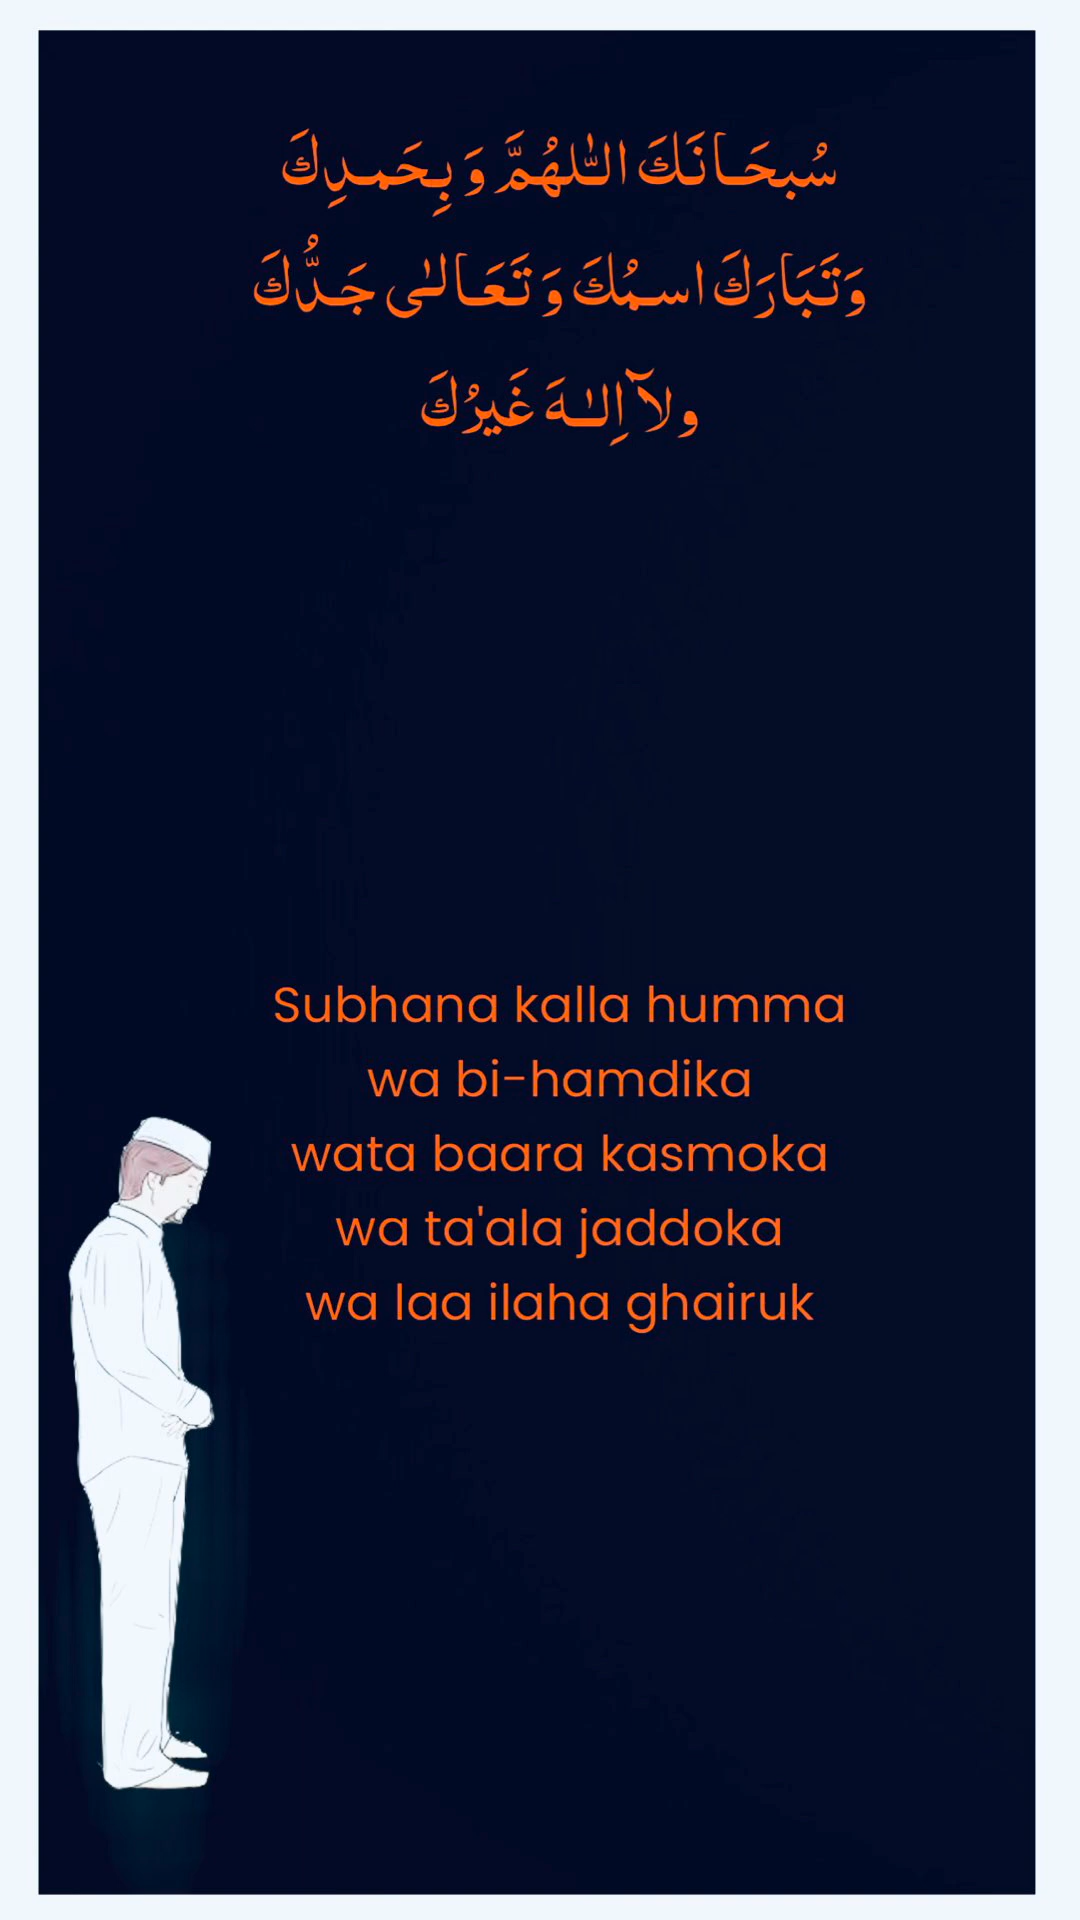 سُبحَانَكَ اللّٰهُمَّ وَبِحَمدِكَ
وَتَبَارَكَ اسمُكَ وَتَعَالٰى جَدُّكَ
ولآ اِلٰهَ غَيرُكَ
Subhana kalla humma
wa bi-hamdika
wata baara kasmoka
wa ta'ala jaddoka
wa laa ilaha ghairuk